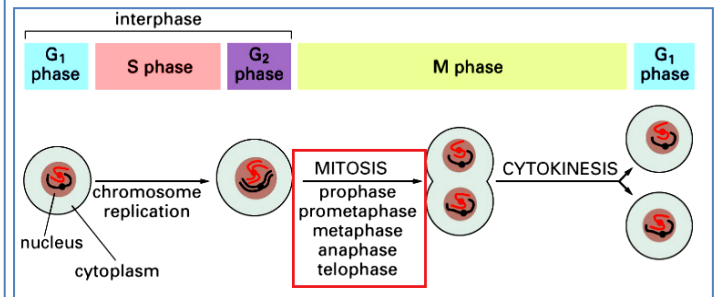 interphase
G1 phase
S phase
G2 phase
M phase
G1 phase
MITOSIS
prophase
prometaphase
metaphase
anaphase
telophase
CYTOKINESIS
chromosome
replication
nucleus
cytoplasm